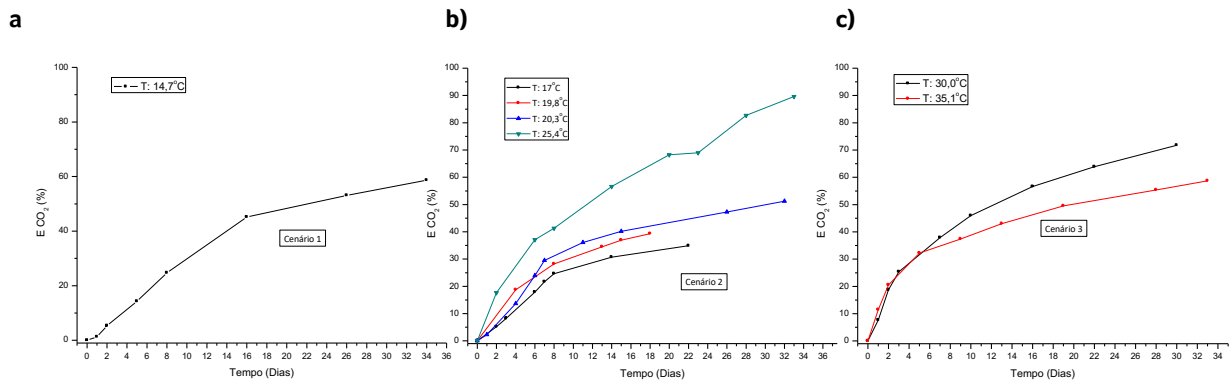 a
b)
c)
T: 14,7°C
100
80
60
40
20
0
E CO₂ (%)
Cenário 1
0 2 4 6 8 10 12 14 16 18 20 22 24 26 28 30 32 34 36
Tempo (Dias)
T: 17°C
T: 19,8°C
T: 20,3°C
T: 25,4°C
100
90
80
70
60
50
40
30
20
10
0
E CO₂ (%)
Cenário 2
0 2 4 6 8 10 12 14 16 18 20 22 24 26 28 30 32 34 36
Tempo (Dias)
T: 30,0°C
T: 35,1°C
100
90
80
70
60
50
40
30
20
10
0
E CO₂ (%)
Cenário 3
0 2 4 6 8 10 12 14 16 18 20 22 24 26 28 30 32 34
Tempo (Dias)